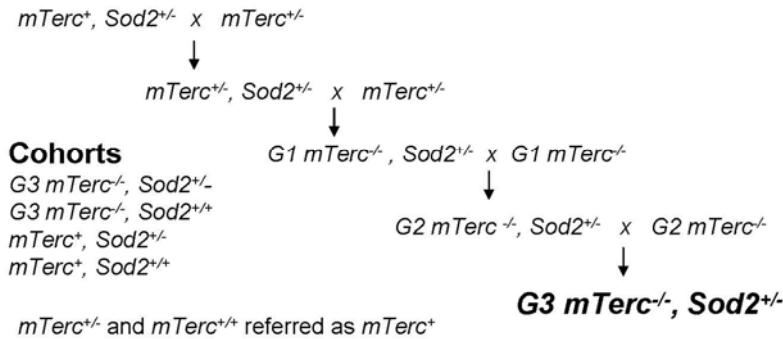 mTerc⁺, Sod2⁺/⁻ x mTerc⁺/⁻
mTerc⁺/⁻, Sod2⁺/⁻ x mTerc⁺/⁻
G1 mTerc⁻/⁻ , Sod2⁺/⁻ x G1 mTerc⁻/⁻
G2 mTerc ⁻/⁻, Sod2⁺/⁻ x G2 mTerc⁻/⁻
G3 mTerc⁻/⁻, Sod2⁺/⁻
Cohorts
G3 mTerc⁻/⁻, Sod2⁺/-
G3 mTerc⁻/⁻, Sod2⁺/⁺
mTerc⁺, Sod2⁺/⁻
mTerc⁺, Sod2⁺/⁺
mTerc⁺/⁻ and mTerc⁺/⁺ referred as mTerc⁺